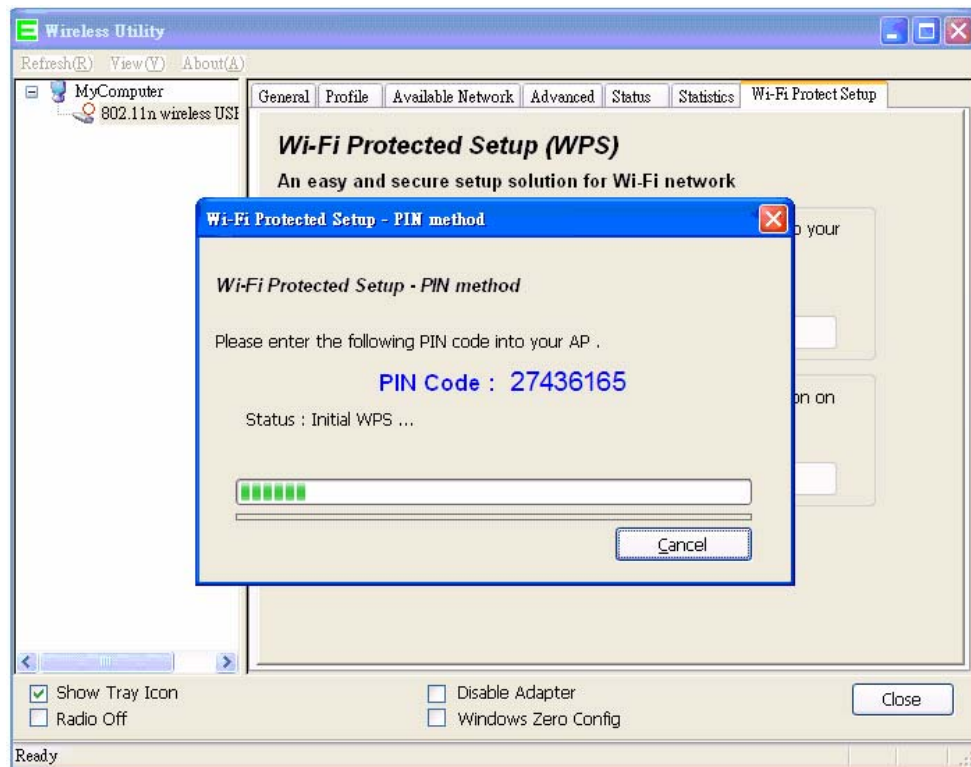 Wireless Utility
Refresh(R) View(V) About(A)
MyComputer
802.11n wireless USI
General Profile Available Network Advanced Status Statistics Wi-Fi Protect Setup
Wi-Fi Protected Setup (WPS)
An easy and secure setup solution for Wi-Fi network
your
on on
Wi-Fi Protected Setup - PIN method
Wi-Fi Protected Setup - PIN method
Please enter the following PIN code into your AP .
PIN Code : 27436165
Status : Initial WPS ...
Cancel
Show Tray Icon
Radio Off
Disable Adapter
Windows Zero Config
Close
Ready